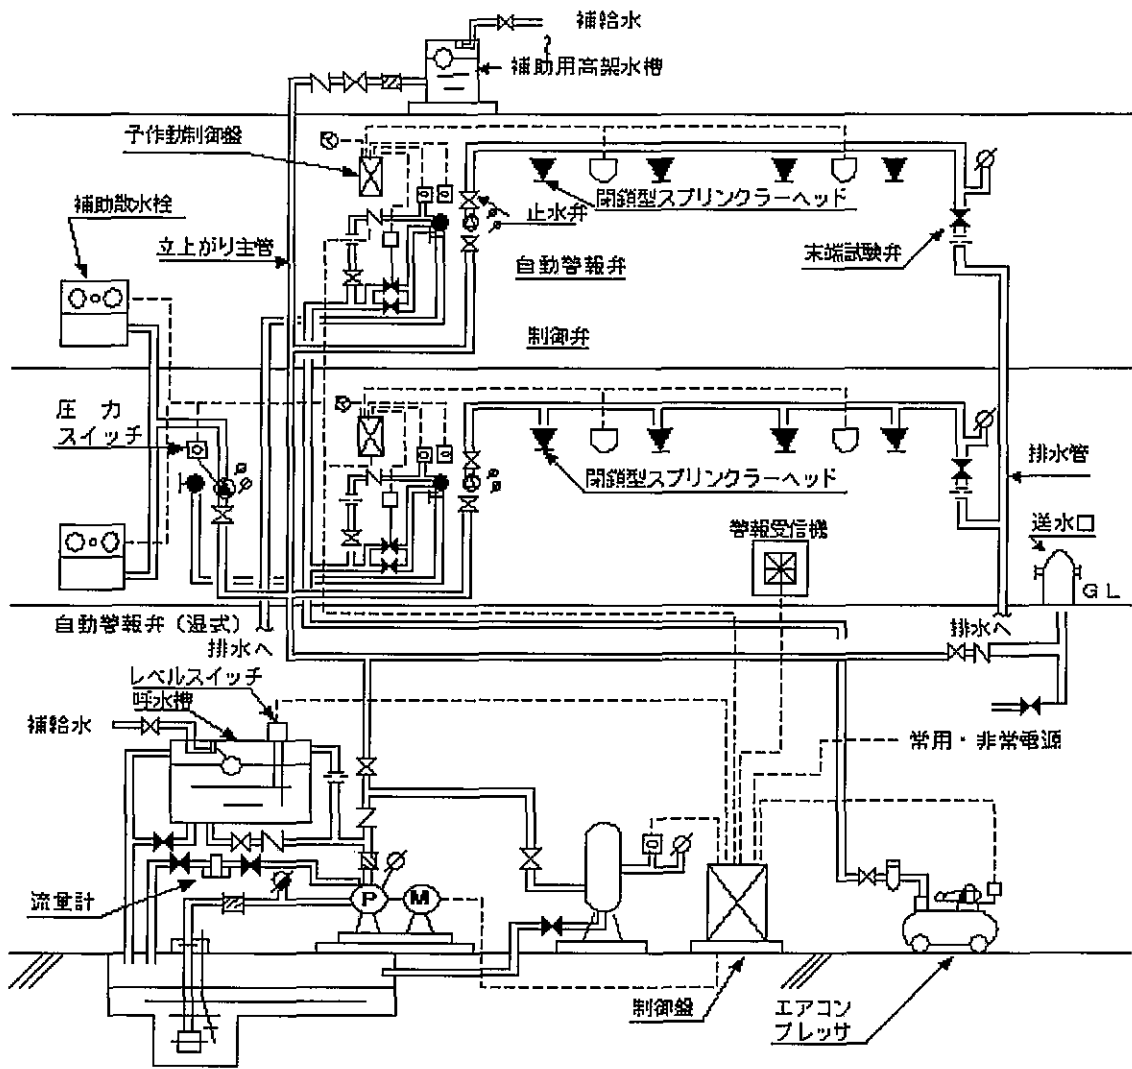 補給水
補助用高架水槽
子作動制御盤
補助散水栓
閉鎖型スプリンクラーヘッド
止水弁
立上がり主管
末端試験弁
自動警報弁
制御弁
圧力
スイッチ
排水管
閉鎖型スプリンクラーヘッド
警報受信機
送水口
GL
自動警報弁（湿式）
排水へ
排水へ
レベルスイッチ
呼水槽
補給水
常用・非常電源
流量計
P
M
制御盤
エアコン
プレッサ